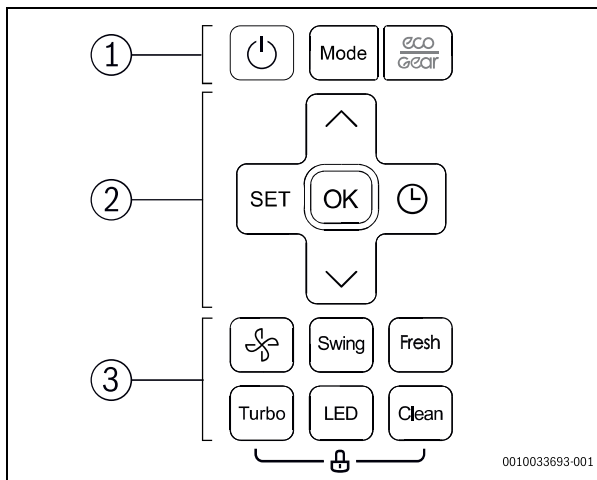 1 Mode eco
Gear
2 SET OK
3 Swing Fresh
Turbo LED Clean
0010033693-001